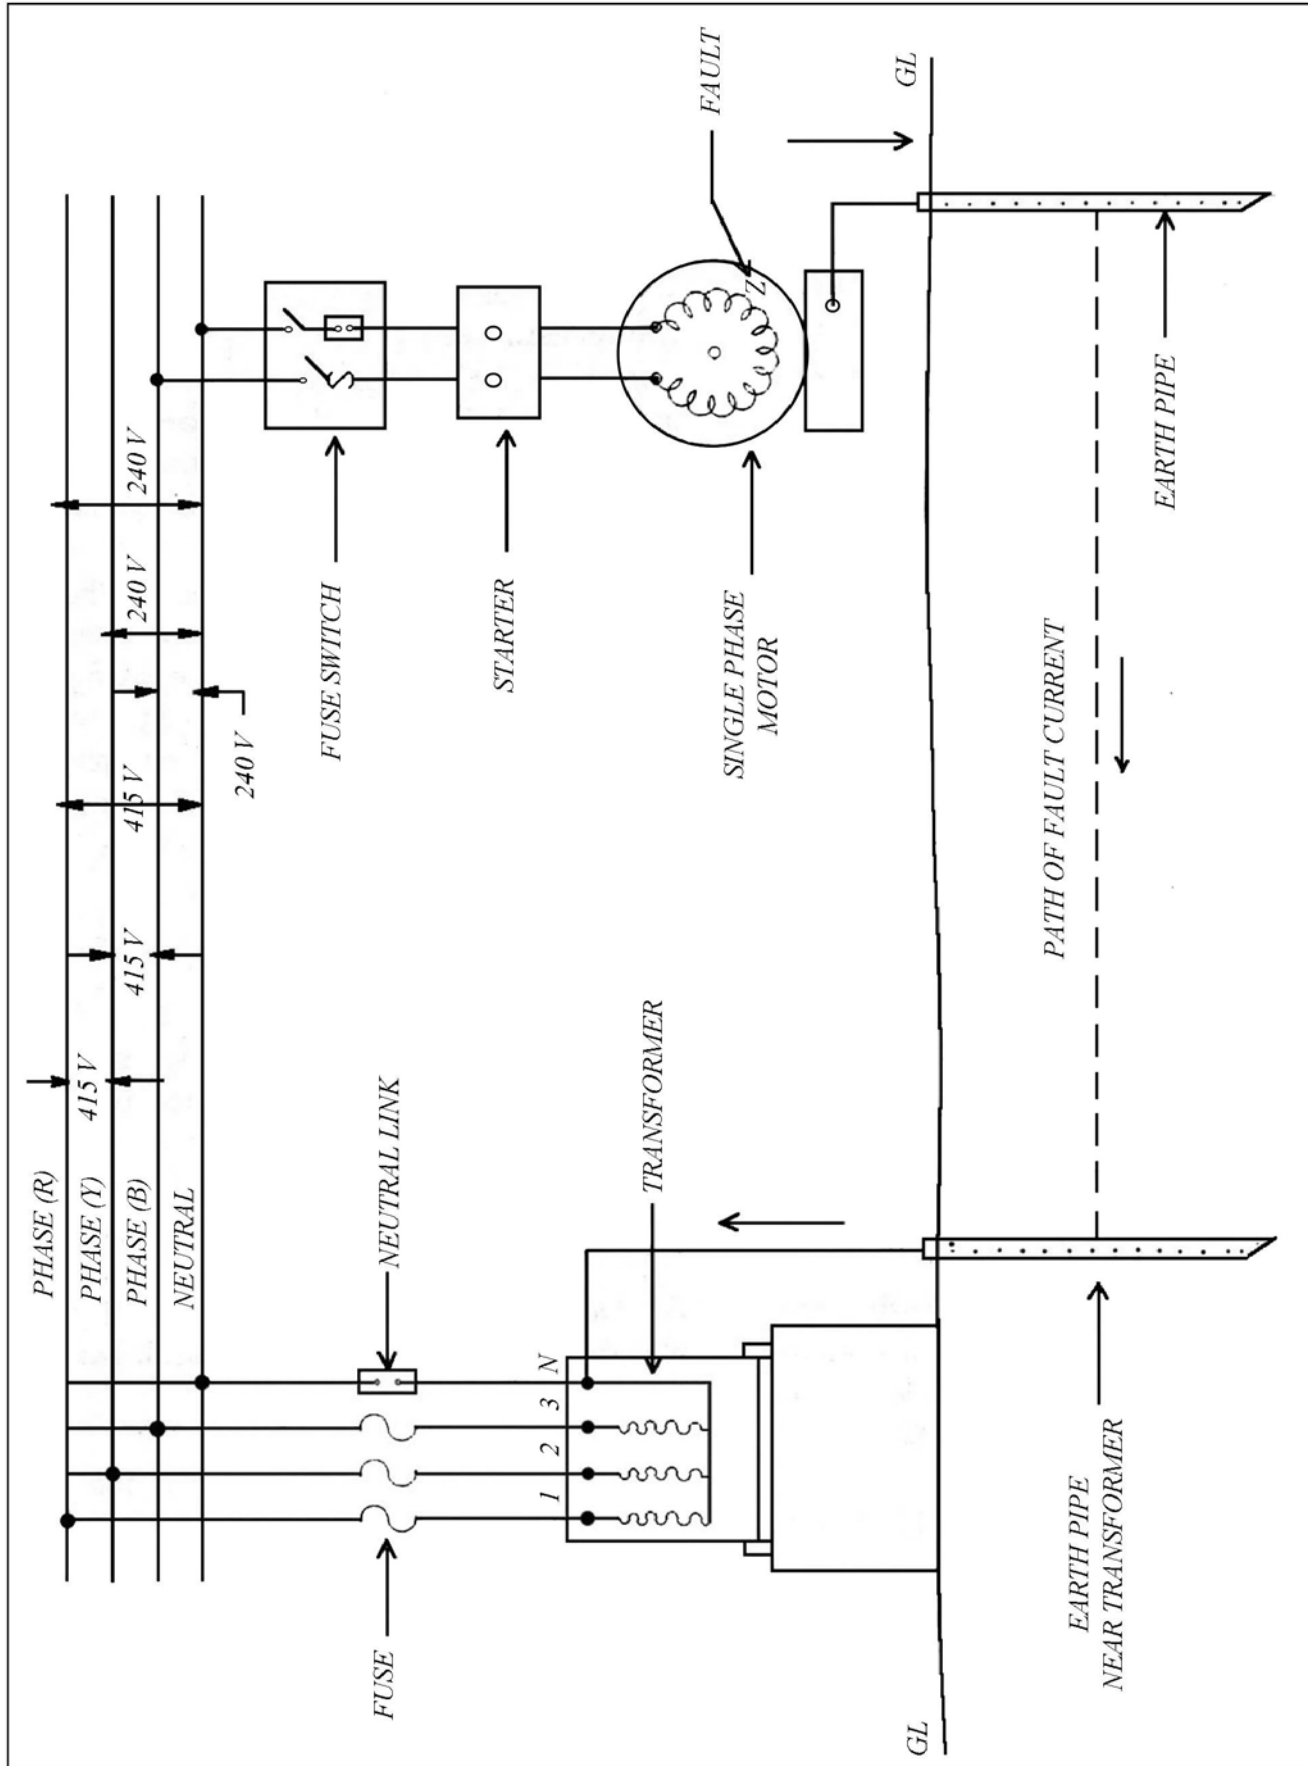 PHASE (R)
PHASE (Y)
PHASE (B)
NEUTRAL
415 V
415 V
415 V
240 V
240 V
240 V
FUSE
NEUTRAL LINK
FUSE SWITCH
1
2
3
N
TRANSFORMER
STARTER
SINGLE PHASE
MOTOR
Z
FAULT
GL
GL
PATH OF FAULT CURRENT
EARTH PIPE
NEAR TRANSFORMER
EARTH PIPE